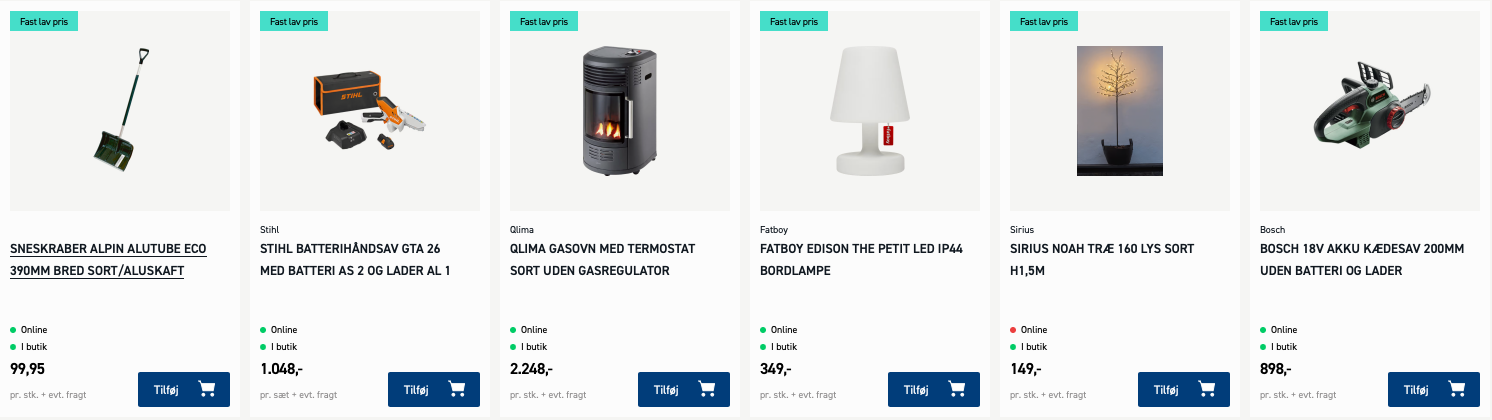 Fast lav pris
SNESKRABER ALPIN ALUTUBE ECO
390MM BRED SORT/ALUSKAFT
Online
I butik
99,95
pr. stk. + evt. fragt
Tilføj
Fast lav pris
STIHL
Stihl
STIHL BATTERIHÅNDSAV GTA 26
MED BATTERI AS 2 OG LADER AL 1
Online
I butik
1.048,-
pr. sæt + evt. fragt
Tilføj
Fast lav pris
Qlima
QLIMA GASOVN MED TERMOSTAT
SORT UDEN GASREGULATOR
Online
I butik
2.248,-
pr. stk. + evt. fragt
Tilføj
Fast lav pris
Fatboy
Fatboy
FATBOY EDISON THE PETIT LED IP44
BORDLAMPE
Online
I butik
349,-
pr. stk. + evt. fragt
Tilføj
Fast lav pris
Sirius
SIRIUS NOAH TRÆ 160 LYS SORT
H1,5M
Online
I butik
149,-
pr. stk. + evt. fragt
Tilføj
Fast lav pris
Bosch
BOSCH 18V AKKU KÆDESAV 200MM
UDEN BATTERI OG LADER
Online
I butik
898,-
pr. stk. + evt. fragt
Tilføj